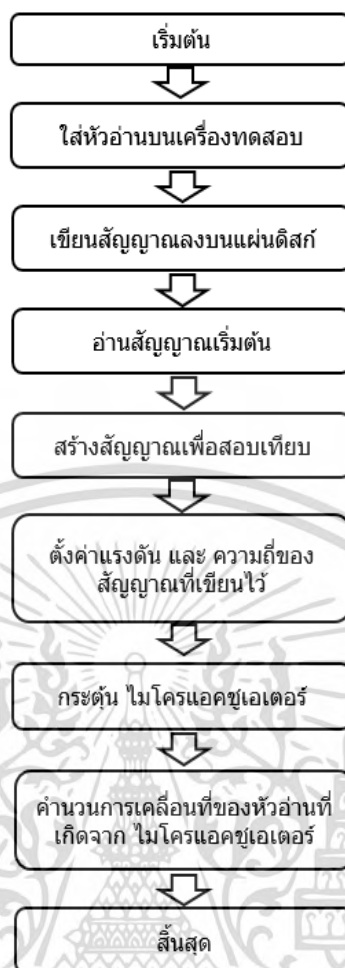 เริ่มต้น
ใส่หัวอ่านบนเครื่องทดสอบ
เขียนสัญญาณลงบนแผ่นดิสก์
อ่านสัญญาณเริ่มต้น
สร้างสัญญาณเพื่อสอบเทียบ
ตั้งค่าแรงดัน และ ความถี่ของ
สัญญาณที่เขียนไว้
กระตุ้น ไมโครแอคชูเอเตอร์
คำนวนการเคลื่อนที่ของหัวอ่านที่
เกิดจาก ไมโครแอคชูเอเตอร์
สิ้นสุด